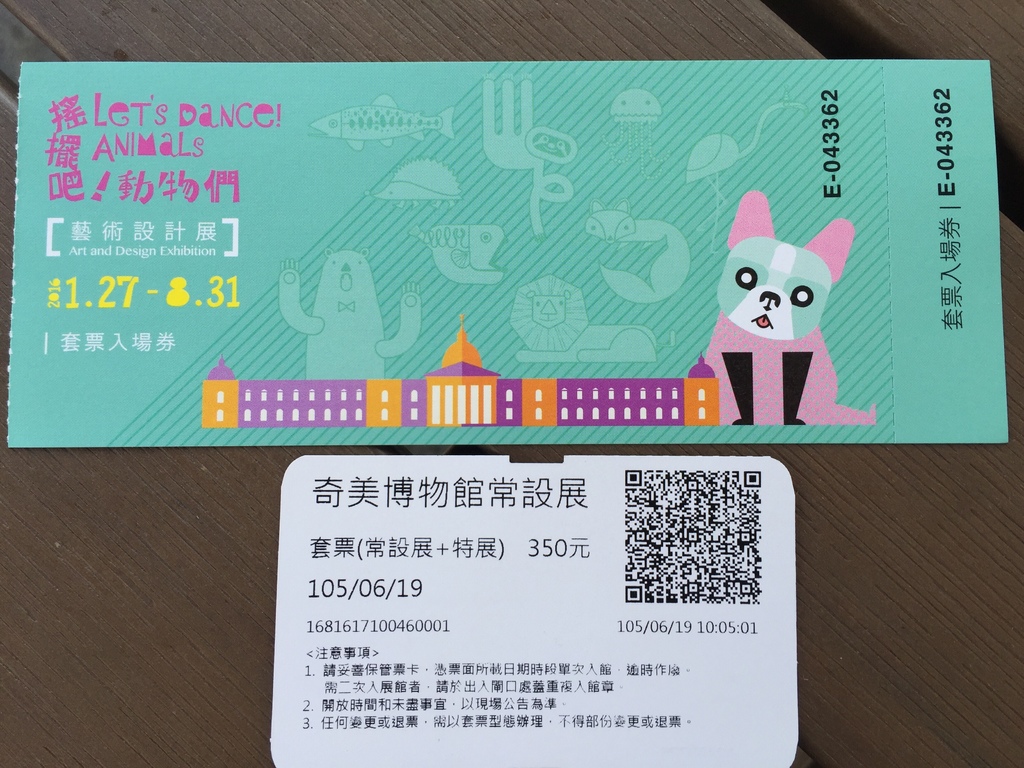 搖 LET'S DANCE!
擺 ANIMALS
吧！動物們
[藝術設計展]
Art and Design Exhibition
2016 1.27 - 8.31
| 套票入場券
E-043362
套票入場券 | E-043362
奇美博物館常設展
套票(常設展+特展) 350元
105/06/19
1681617100460001
105/06/19 10:05:01
<注意事項>
1. 請妥善保管票卡，憑票面所載日期時段單次入館，逾時作廢。
需二次入展館者，請於出入閘口處蓋重複入館章。
2. 開放時間和未盡事宜，以現場公告為準。
3. 任何變更或退票，需以套票型態辦理，不得部份變更或退票。